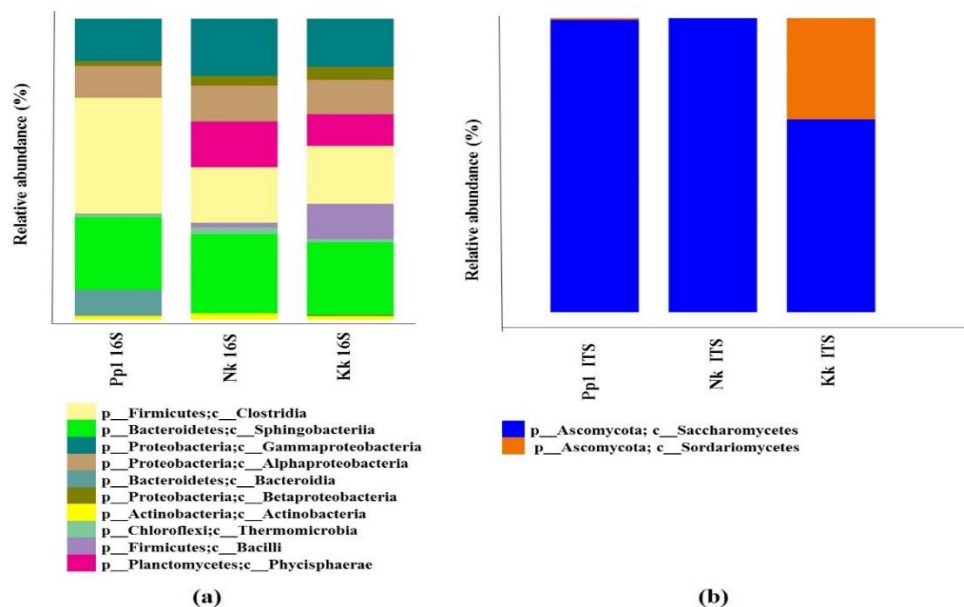 Relative abundance (%)
Ppl 16S
Nk 16S
Kk 16S
p__Firmicutes;c__Clostridia
p__Bacteroidetes;c__Sphingobacteriia
p__Proteobacteria;c__Gammaproteobacteria
p__Proteobacteria;c__Alphaproteobacteria
p__Bacteroidetes;c__Bacteroidia
p__Proteobacteria;c__Betaproteobacteria
p__Actinobacteria;c__Actinobacteria
p__Chloroflexi;c__Thermomicrobia
p__Firmicutes;c__Bacilli
p__Planctomycetes;c__Phycisphaerae
(a)
Relative abundance (%)
Ppl ITS
Nk ITS
Kk ITS
p__Ascomycota; c__Saccharomycetes
p__Ascomycota; c__Sordariomycetes
(b)